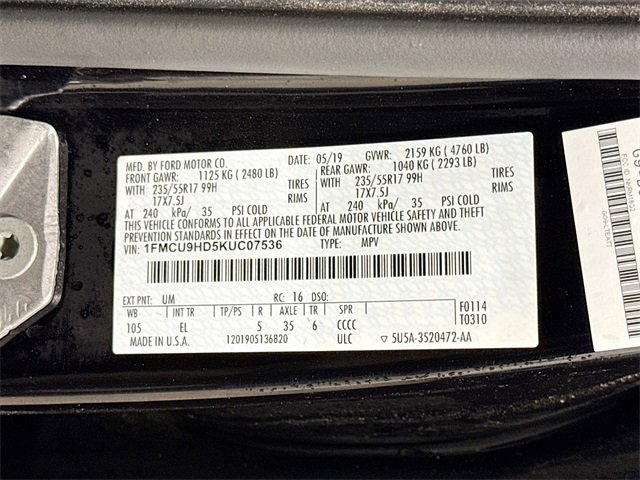 MFD. BY FORD MOTOR CO. DATE: 05/19 GVWR: 2159 KG ( 4760 LB)
FRONT GAWR: 1125 KG ( 2480 LB) REAR GAWR: 1040 KG ( 2293 LB)
WITH 235/55R17 99H TIRES WITH 235/55R17 99H TIRES
17X7.5J RIMS 17X7.5J RIMS
AT 240 kPa/ 35 PSI COLD AT 240 kPa/ 35 PSI COLD
THIS VEHICLE CONFORMS TO ALL APPLICABLE FEDERAL MOTOR VEHICLE SAFETY AND THEFT
PREVENTION STANDARDS IN EFFECT ON THE DATE OF MANUFACTURE SHOWN ABOVE.
VIN: 1FMCU9HD5KUC07536 TYPE: MPV
EXT PNT: UM RC: 16 DSO:
WB INT TR TP/PS R AXLE TR SPR F0114
105 EL 5 35 6 CCCC T0310
MADE IN U.S.A. 1201905136820 ULC ▽ 5U5A-3520472-AA